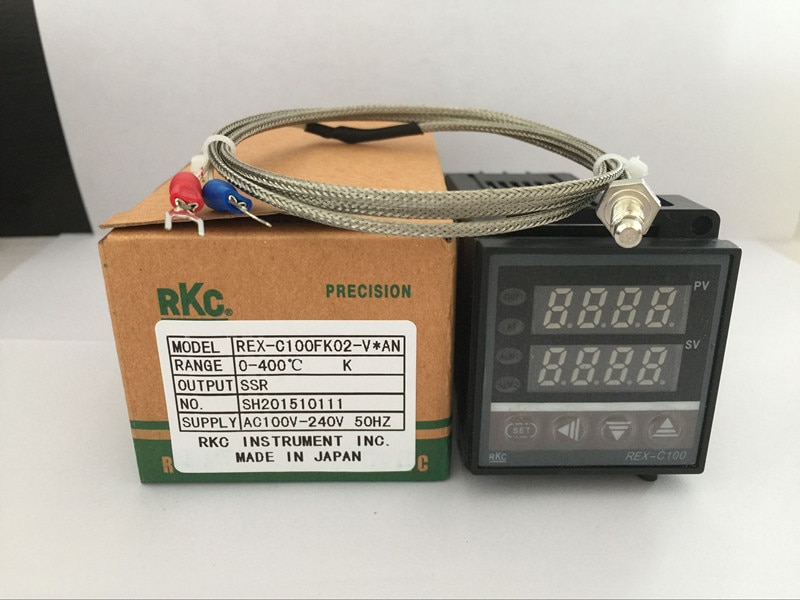 RKC®
PRECISION
MODEL REX-C100FK02-V*AN
RANGE 0-400℃ K
OUTPUT SSR
NO. SH201510111
SUPPLY AC100V-240V 50HZ
RKC INSTRUMENT INC.
MADE IN JAPAN
R
C
PV
8.8.8.8
SV
8.8.8.8
AT
SET
RKC
REX-C100